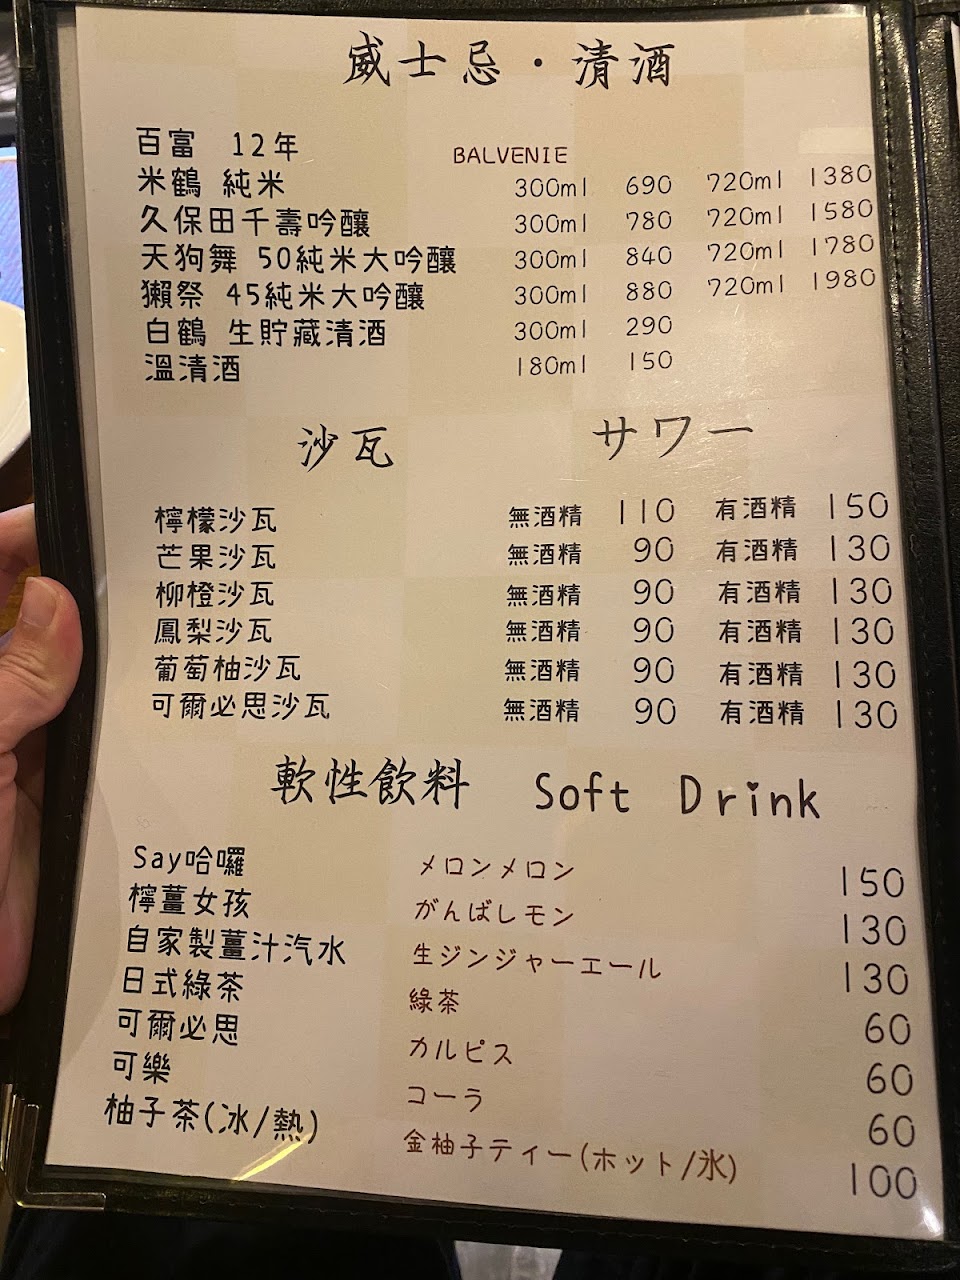 威士忌・清酒
百富 12年 BALVENIE
米鶴 純米 300ml 690 720ml 1380
久保田千壽吟釀 300ml 780 720ml 1580
天狗舞 50純米大吟釀 300ml 840 720ml 1780
獺祭 45純米大吟釀 300ml 880 720ml 1980
白鶴 生貯藏清酒 300ml 290
溫清酒 180ml 150
沙瓦 サワー
檸檬沙瓦 無酒精 110 有酒精 150
芒果沙瓦 無酒精 90 有酒精 130
柳橙沙瓦 無酒精 90 有酒精 130
鳳梨沙瓦 無酒精 90 有酒精 130
葡萄柚沙瓦 無酒精 90 有酒精 130
可爾必思沙瓦 無酒精 90 有酒精 130
軟性飲料 Soft Drink
Say哈囉 メロンメロン 150
檸薑女孩 がんばしモン 130
自家製薑汁汽水 生ジンジャーエール 130
日式綠茶 綠茶 60
可爾必思 カルピス 60
可樂 コーラ 60
柚子茶(冰/熱) 金柚子ティー(ホット/氷) 100